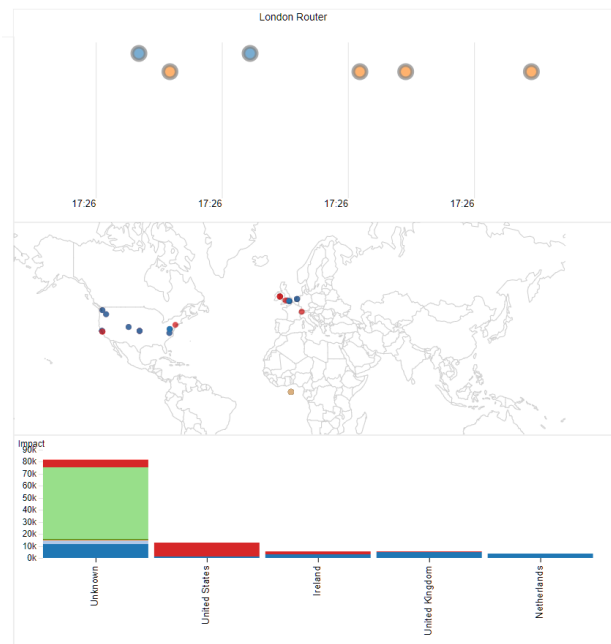 London Router
17:26 17:26 17:26 17:26
Impact
90k
80k
70k
60k
50k
40k
30k
20k
10k
0k
Unknown
United States
Ireland
United Kingdom
Netherlands